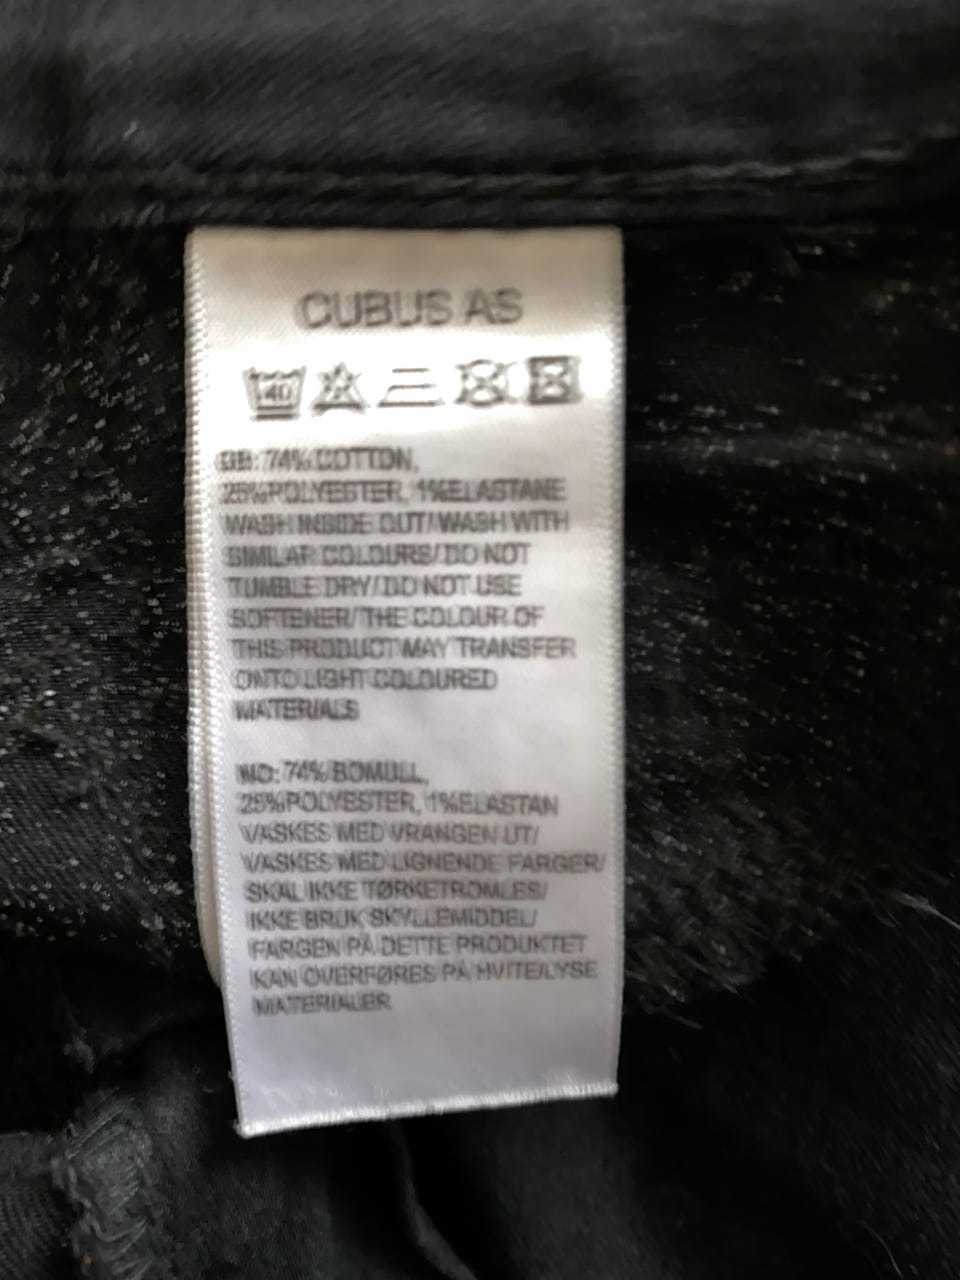 CUBUS AS
40
GB: 74% COTTON,
25%POLYESTER, 1%ELASTANE
WASH INSIDE OUT/WASH WITH
SIMILAR COLOURS/DO NOT
TUMBLE DRY/DO NOT USE
SOFTENER/THE COLOUR OF
THIS PRODUCT MAY TRANSFER
ONTO LIGHT COLOURED
MATERIALS
NO: 74% BOMULL,
25%POLYESTER, 1%ELASTAN
VASKES MED VRANGEN UT/
VASKES MED LIGNENDE FARGER/
SKAL IKKE TØRKETROMLES/
IKKE BRUK SKYLLEMIDDEL/
FARGEN PÅ DETTE PRODUKTET
KAN OVERFØRES PÅ HVITE/LYSE
MATERIALER